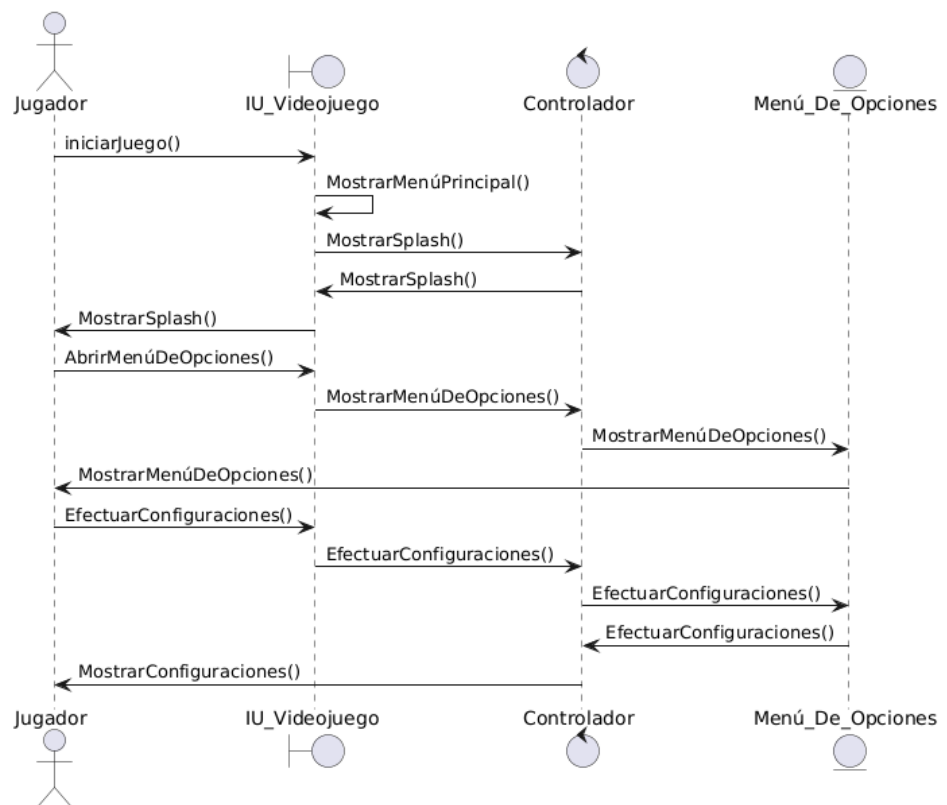 Jugador
IU_Videojuego
Controlador
Menú_De_Opciones
iniciarJuego()
MostrarMenúPrincipal()
MostrarSplash()
MostrarSplash()
MostrarSplash()
AbrirMenúDeOpciones()
MostrarMenúDeOpciones()
MostrarMenúDeOpciones()
MostrarMenúDeOpciones()
EfectuarConfiguraciones()
EfectuarConfiguraciones()
EfectuarConfiguraciones()
EfectuarConfiguraciones()
MostrarConfiguraciones()
Jugador
IU_Videojuego
Controlador
Menú_De_Opciones